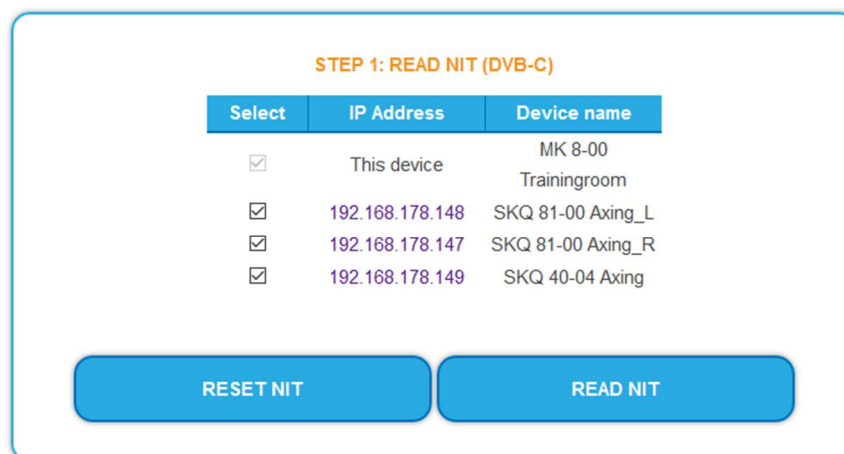 STEP 1: READ NIT (DVB-C)
Select IP Address Device name
This device MK 8-00
Trainingroom
192.168.178.148 SKQ 81-00 Axing_L
192.168.178.147 SKQ 81-00 Axing_R
192.168.178.149 SKQ 40-04 Axing
RESET NIT READ NIT